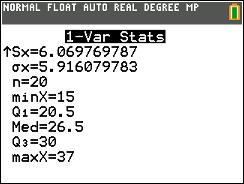 NORMAL FLOAT AUTO REAL DEGREE MP
1-Var Stats
↑Sx=6.069769787
σx=5.916079783
n=20
minX=15
Q₁=20.5
Med=26.5
Q₃=30
maxX=37